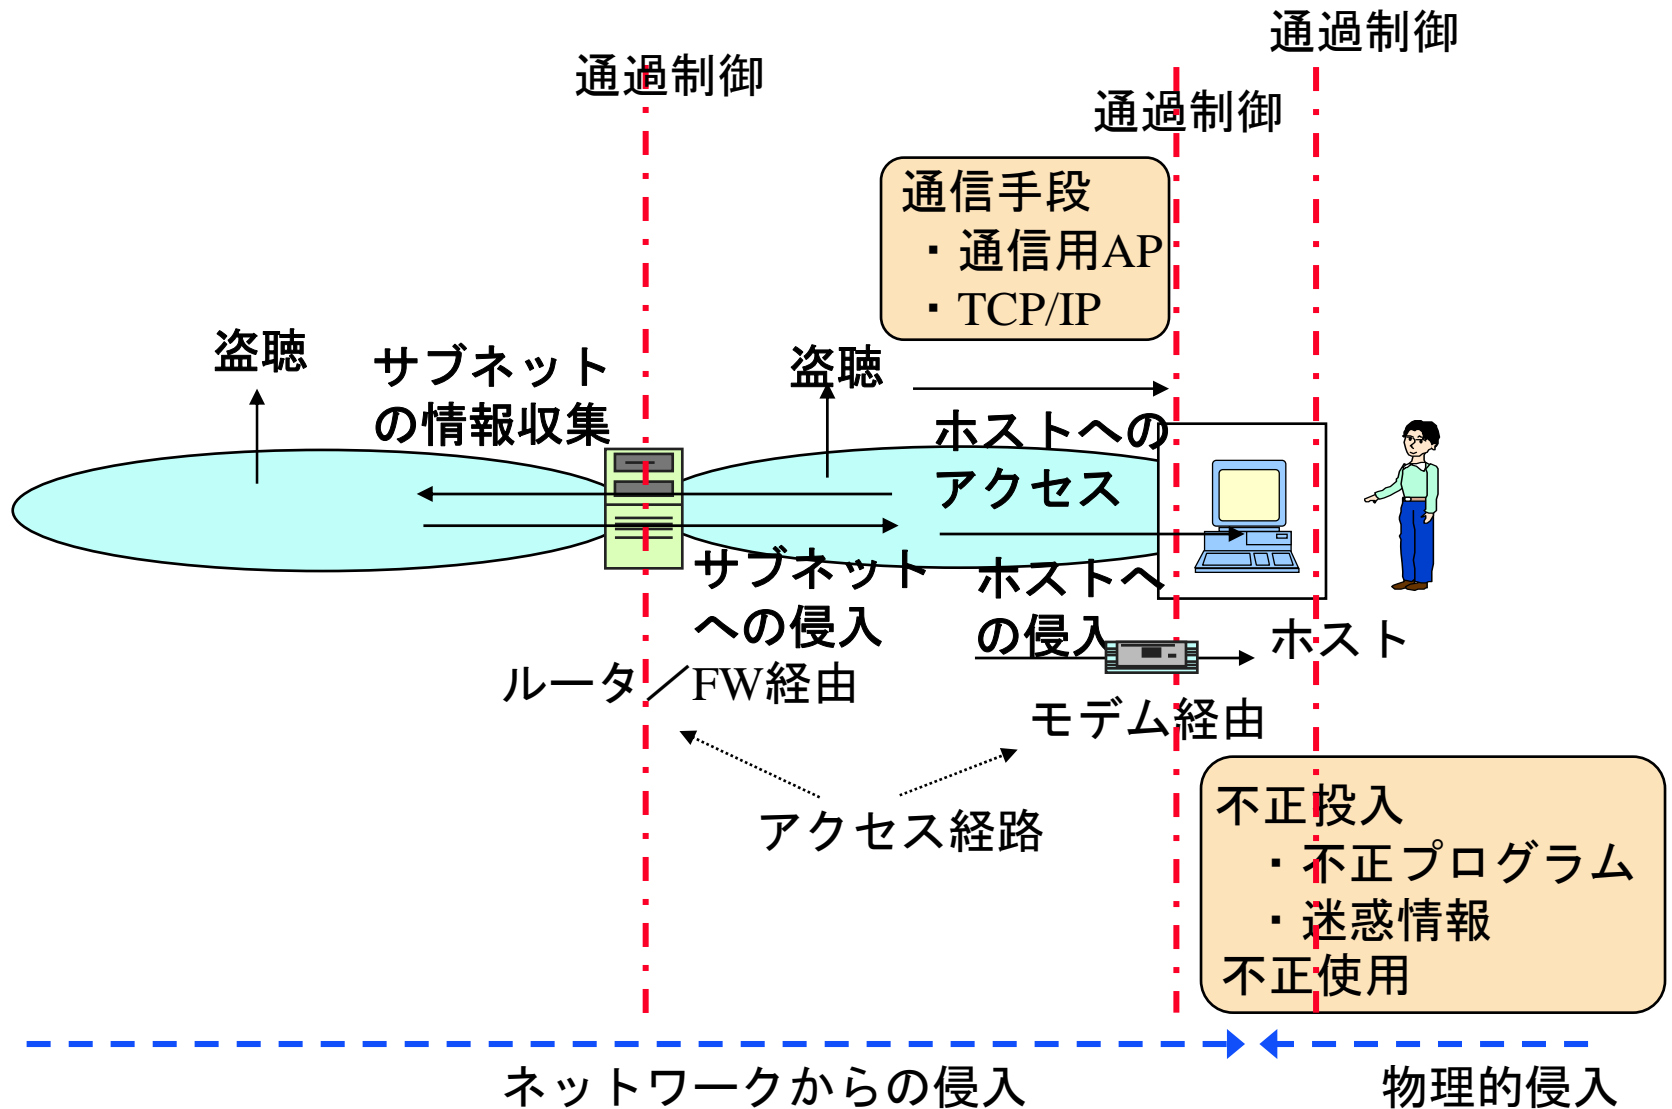 通過制御
通過制御
通過制御
通信手段
・通信用AP
・TCP/IP
盗聴
サブネット
の情報収集
盗聴
ホストへの
アクセス
サブネット
への侵入
ホストへ
の侵入
ホスト
ルータ／FW経由
モデム経由
アクセス経路
不正投入
・不正プログラム
・迷惑情報
不正使用
ネットワークからの侵入
物理的侵入